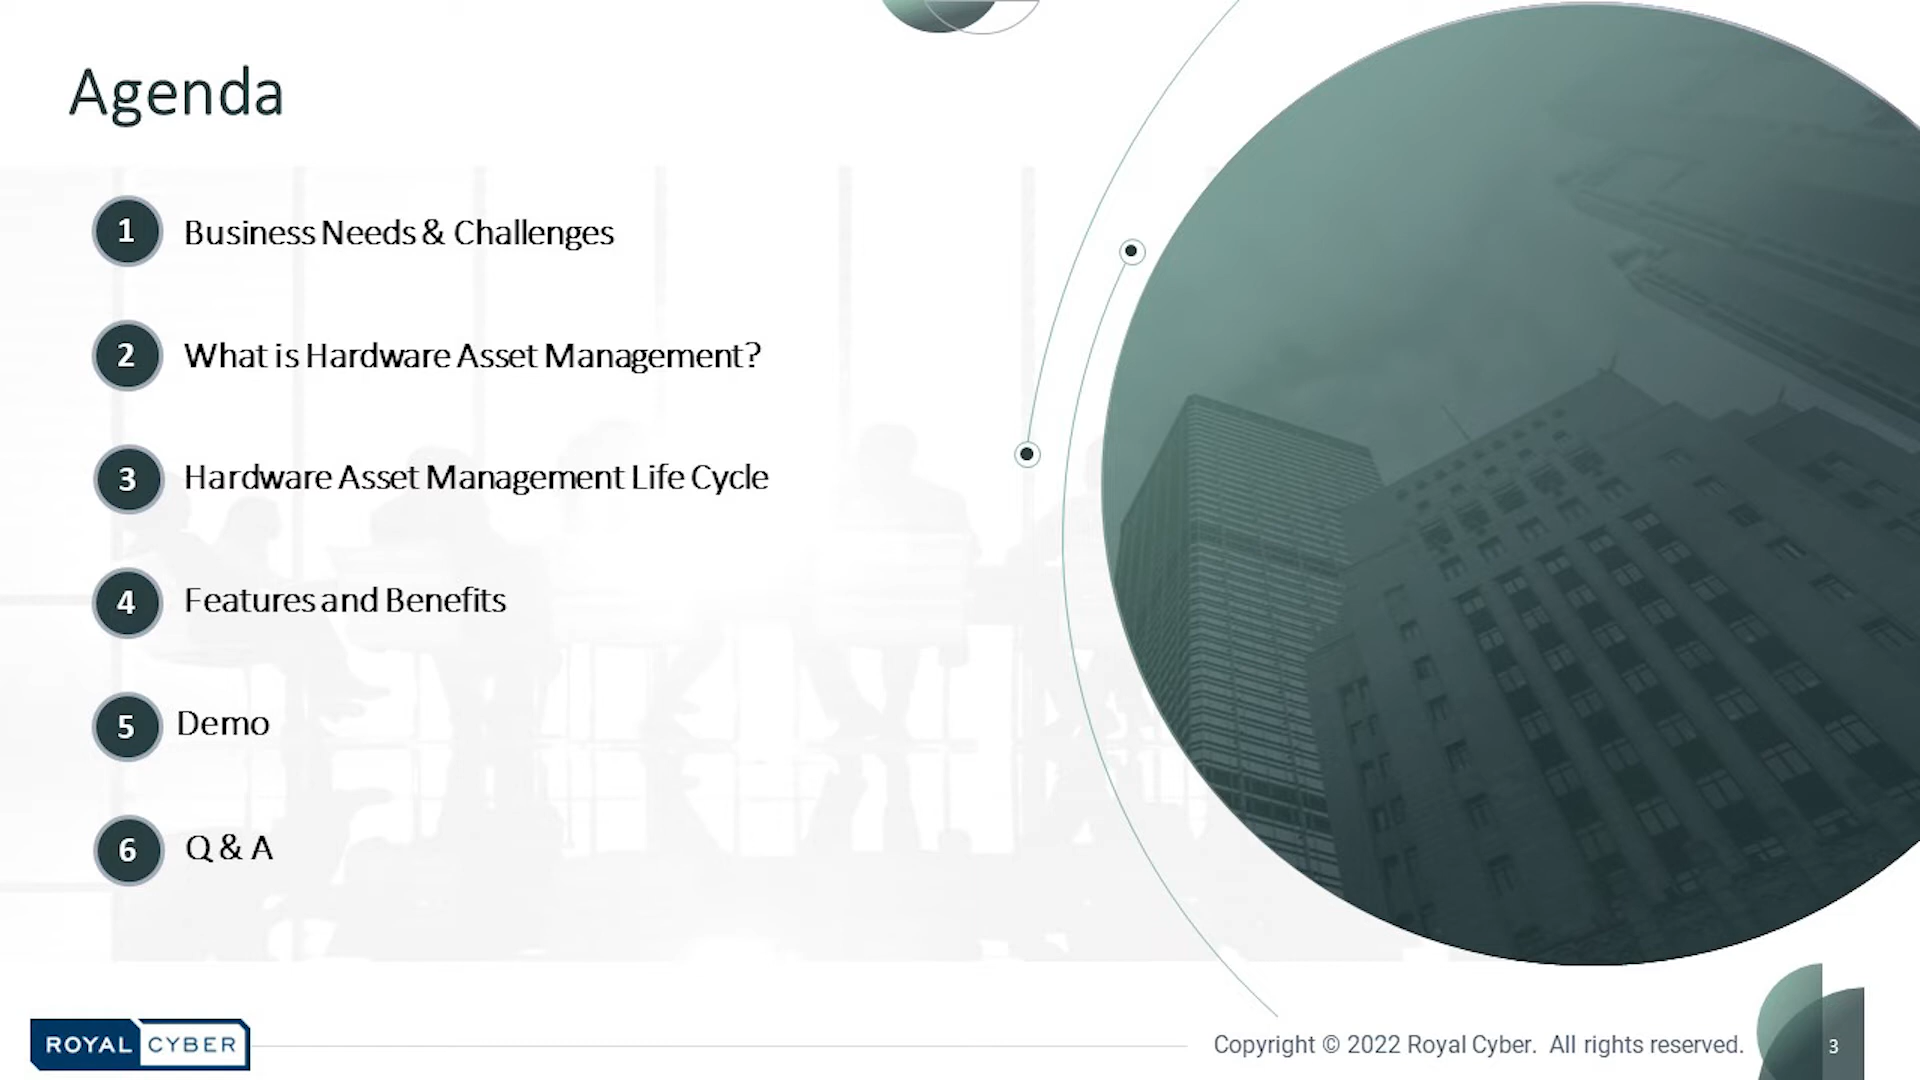 Agenda
1 Business Needs & Challenges
2 What is Hardware Asset Management?
3 Hardware Asset Management Life Cycle
4 Features and Benefits
5 Demo
6 Q & A
ROYAL CYBER
Copyright © 2022 Royal Cyber. All rights reserved.
3